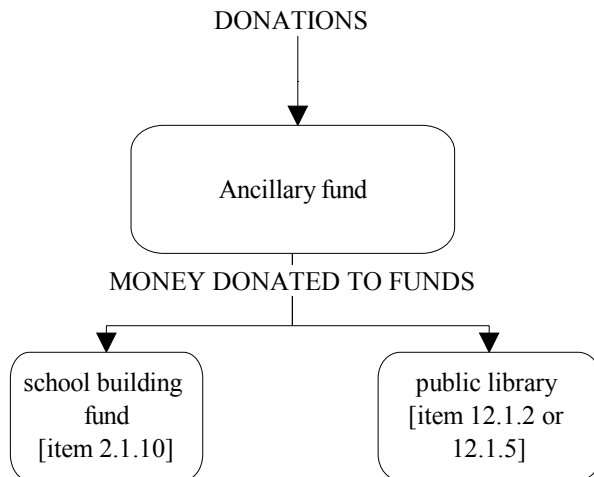 DONATIONS
Ancillary fund
MONEY DONATED TO FUNDS
school building
fund
[item 2.1.10]
public library
[item 12.1.2 or
12.1.5]